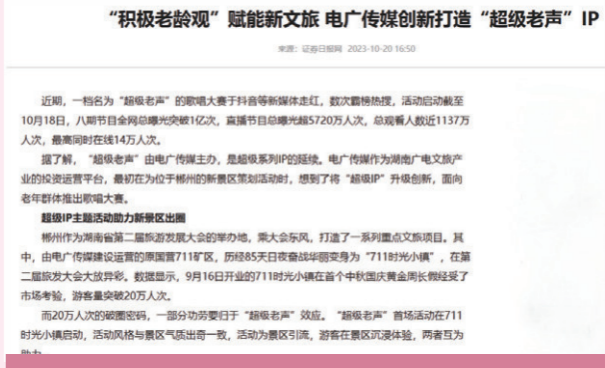 “积极老龄观”赋能新文旅 电广传媒创新打造“超级老声”IP
来源：证券日报网 2023-10-20 16:50
近期，一档名为“超级老声”的歌唱大赛于抖音等新媒体走红，数次霸榜热搜，活动启动截至
10月18日，八期节目全网总曝光突破1亿次，直播节目总曝光超5720万人次，总观看人数近1137万
人次，最高同时在线14万人次。
据了解，“超级老声”由电广传媒主办，是超级系列IP的延续。电广传媒作为湖南广电文旅产
业的投资运营平台，最初在为位于郴州的新景区策划活动时，想到了将“超级IP”升级创新，面向
老年群体推出歌唱大赛。
超级IP主题活动助力新景区出圈
郴州作为湖南省第二届旅游发展大会的举办地，乘大会东风，打造了一系列重点文旅项目。其
中，由电广传媒建设运营的原国营711矿区，历经85天日夜奋战华丽变身为“711时光小镇”，在第
二届旅发大会大放异彩。数据显示，9月16日开业的711时光小镇在首个中秋国庆黄金周长假经受了
市场考验，游客量突破20万人次。
而20万人次的破圈密码，一部分功劳要归于“超级老声”效应。“超级老声”首场活动在711
时光小镇启动，活动风格与景区气质出奇一致，活动为景区引流，游客在景区沉浸体验，两者互为